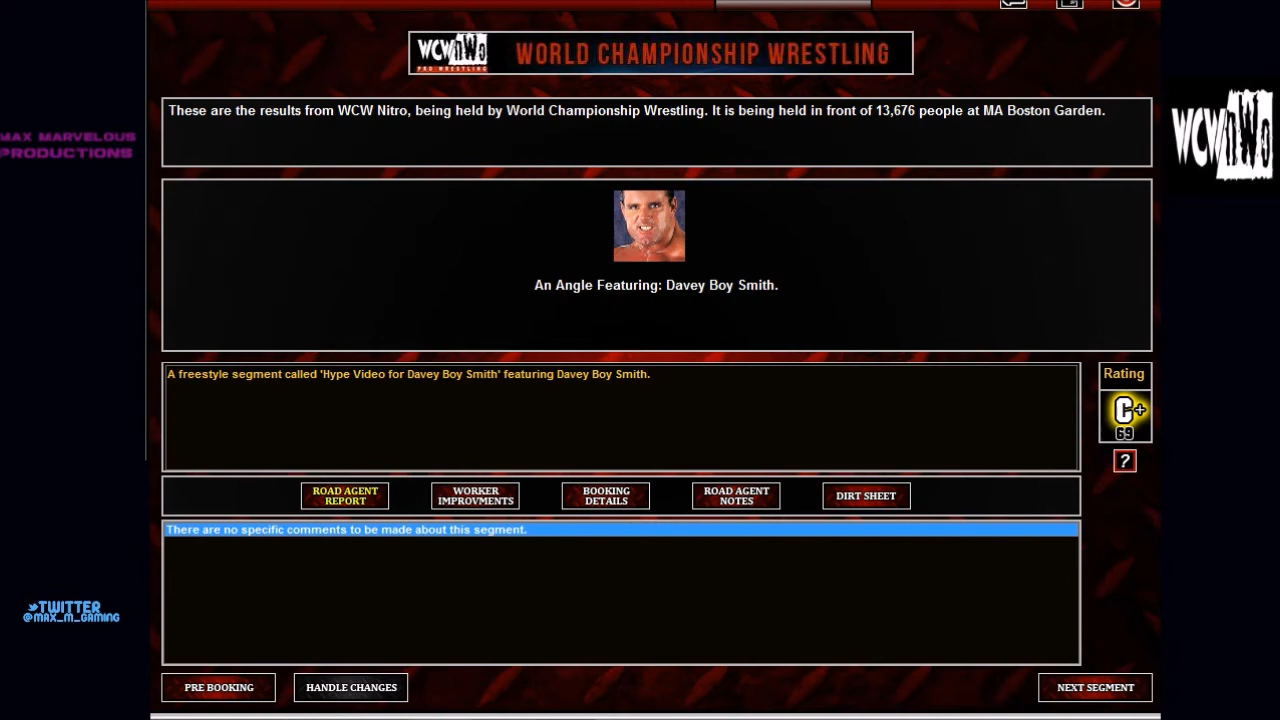 WCW nWo
PRO WRESTLING
WORLD CHAMPIONSHIP WRESTLING
These are the results from WCW Nitro, being held by World Championship Wrestling. It is being held in front of 13,676 people at MA Boston Garden.
MAX MARVELOUS
PRODUCTIONS
WCW nWo
An Angle Featuring: Davey Boy Smith.
A freestyle segment called 'Hype Video for Davey Boy Smith' featuring Davey Boy Smith.
Rating
C+
69
?
ROAD AGENT
REPORT
WORKER
IMPROVMENTS
BOOKING
DETAILS
ROAD AGENT
NOTES
DIRT SHEET
There are no specific comments to be made about this segment.
TWITTER
@MAX_M_GAMING
PRE BOOKING
HANDLE CHANGES
NEXT SEGMENT